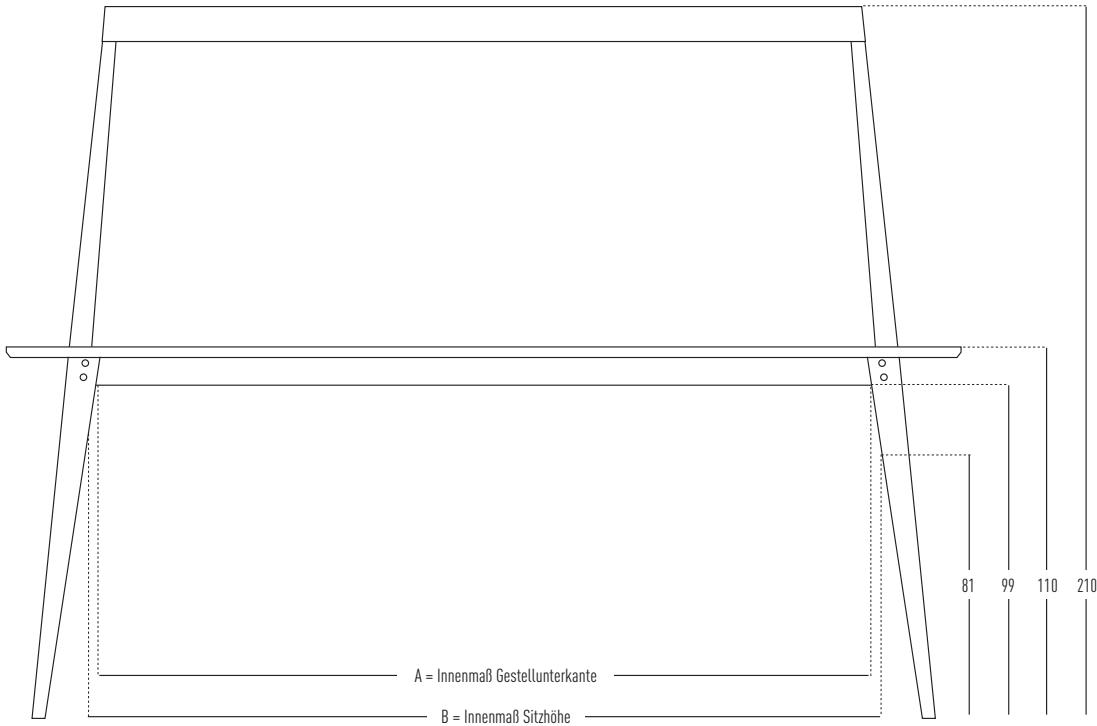 81 99 110 210
A = Innenmaß Gestellunterkante
B = Innenmaß Sitzhöhe